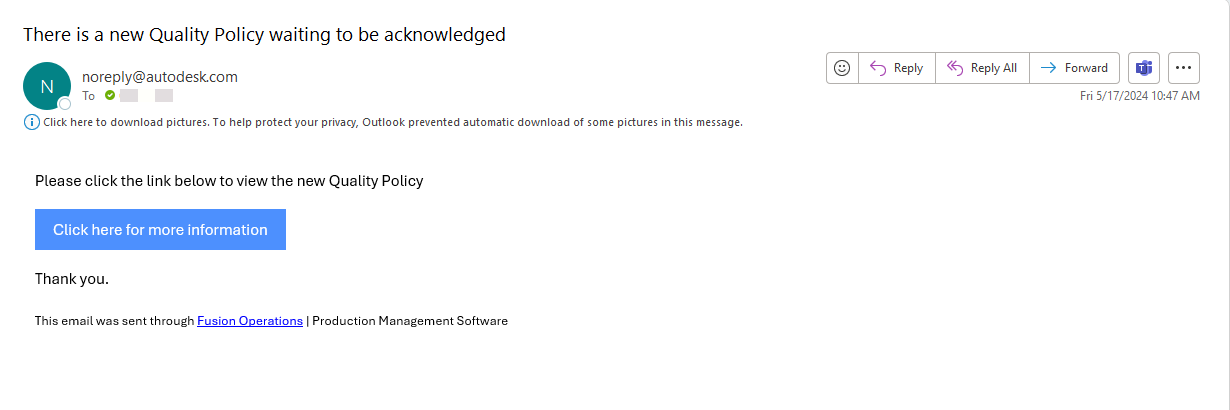 There is a new Quality Policy waiting to be acknowledged
N
noreply@autodesk.com
To
Reply
Reply All
Forward
Fri 5/17/2024 10:47 AM
Click here to download pictures. To help protect your privacy, Outlook prevented automatic download of some pictures in this message.
Please click the link below to view the new Quality Policy
Click here for more information
Thank you.
This email was sent through Fusion Operations | Production Management Software